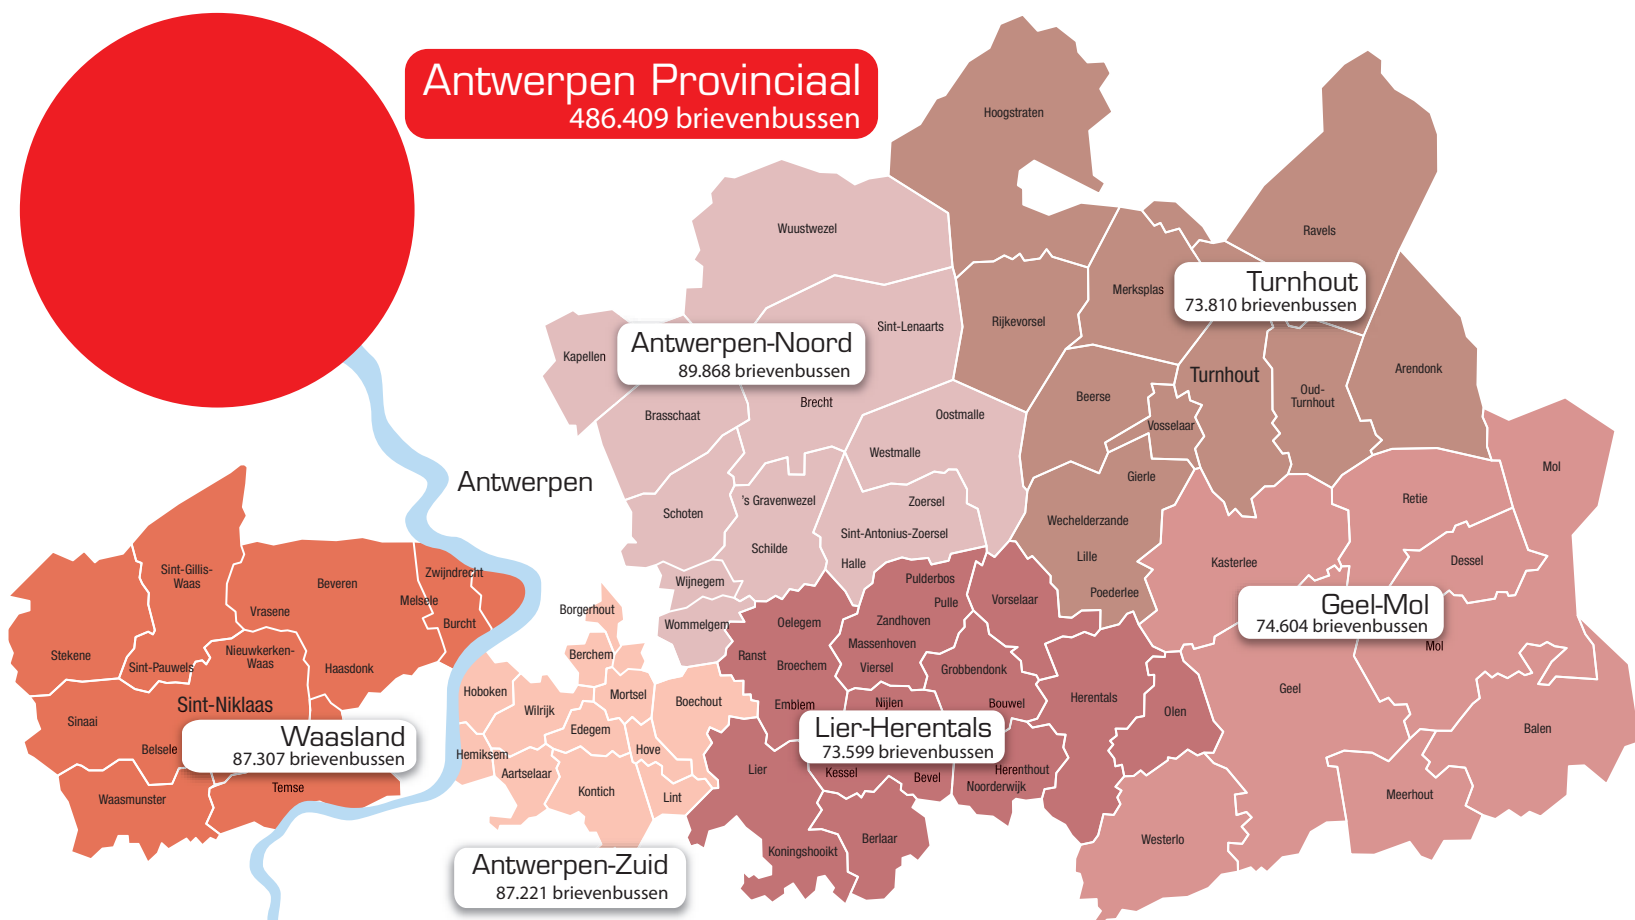 Antwerpen Provinciaal
486.409 brievenbussen
Hoogstraten
Wuustwezel
Ravels
Merksplas
Turnhout
73.810 brievenbussen
Rijkevorsel
Sint-Lenaarts
Kapellen
Antwerpen-Noord
89.868 brievenbussen
Arendonk
Turnhout
Oud-
Turnhout
Beerse
Brecht
Brasschaat
Oostmalle
Vosselaar
Westmalle
Mol
Gierle
Antwerpen
Retie
's Gravenwezel
Zoersel
Schoten
Wechelderzande
Sint-Antonius-Zoersel
Schilde
Lille
Halle
Kasterlee
Dessel
Sint-Gillis-
Waas
Beveren
Zwijndrecht
Wijnegem
Pulderbos
Poederlee
Melsele
Vrasene
Burcht
Borgerhout
Wommelgem
Oelegem
Pulle
Vorselaar
Zandhoven
Geel-Mol
74.604 brievenbussen
Mol
Stekene
Sint-Pauwels
Nieuwkerken-
Waas
Haasdonk
Berchem
Ranst
Broechem
Massenhoven
Viersel
Grobbendonk
Hoboken
Mortsel
Boechout
Wilrijk
Emblem
Nijlen
Bouwel
Herentals
Olen
Geel
Sint-Niklaas
Sinaai
Belsele
Waasland
87.307 brievenbussen
Edegem
Hove
Lier-Herentals
73.599 brievenbussen
Balen
Hemiksem
Aartselaar
Lier
Kessel
Bevel
Herenthout
Noorderwijk
Temse
Waasmunster
Kontich
Lint
Meerhout
Berlaar
Koningshooikt
Westerlo
Antwerpen-Zuid
87.221 brievenbussen